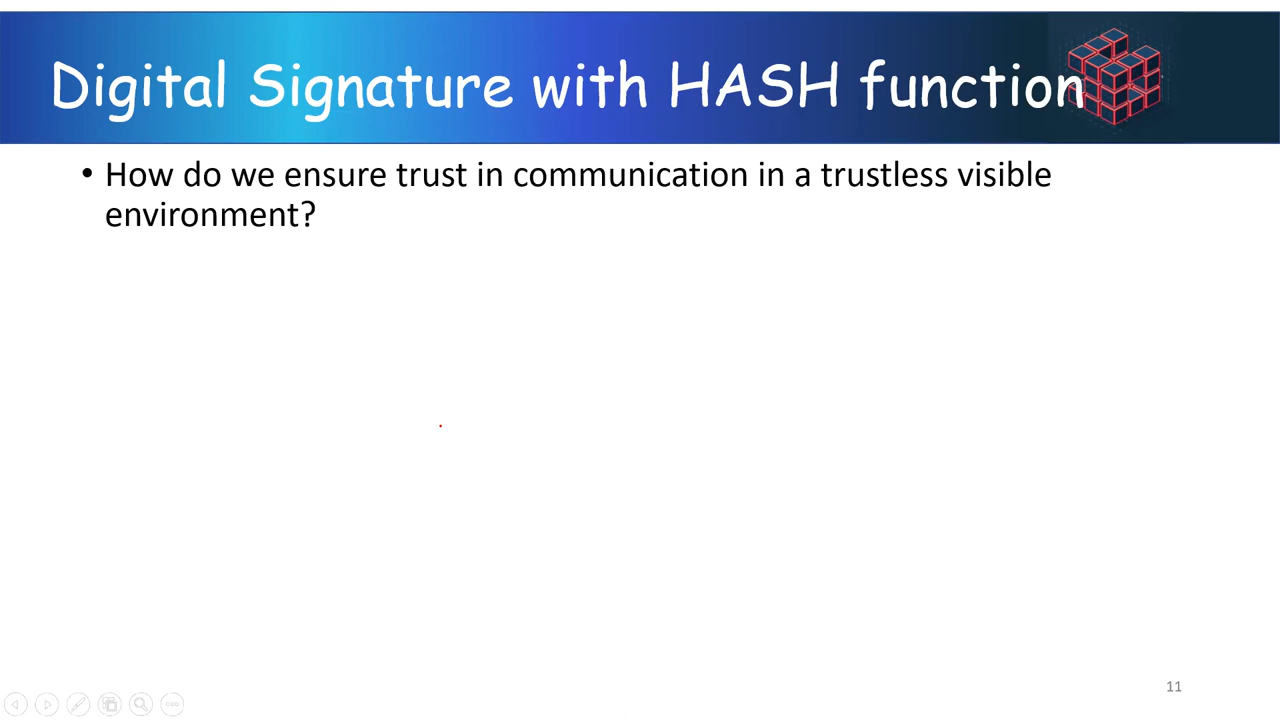 Digital Signature with HASH function
• How do we ensure trust in communication in a trustless visible
environment?
11